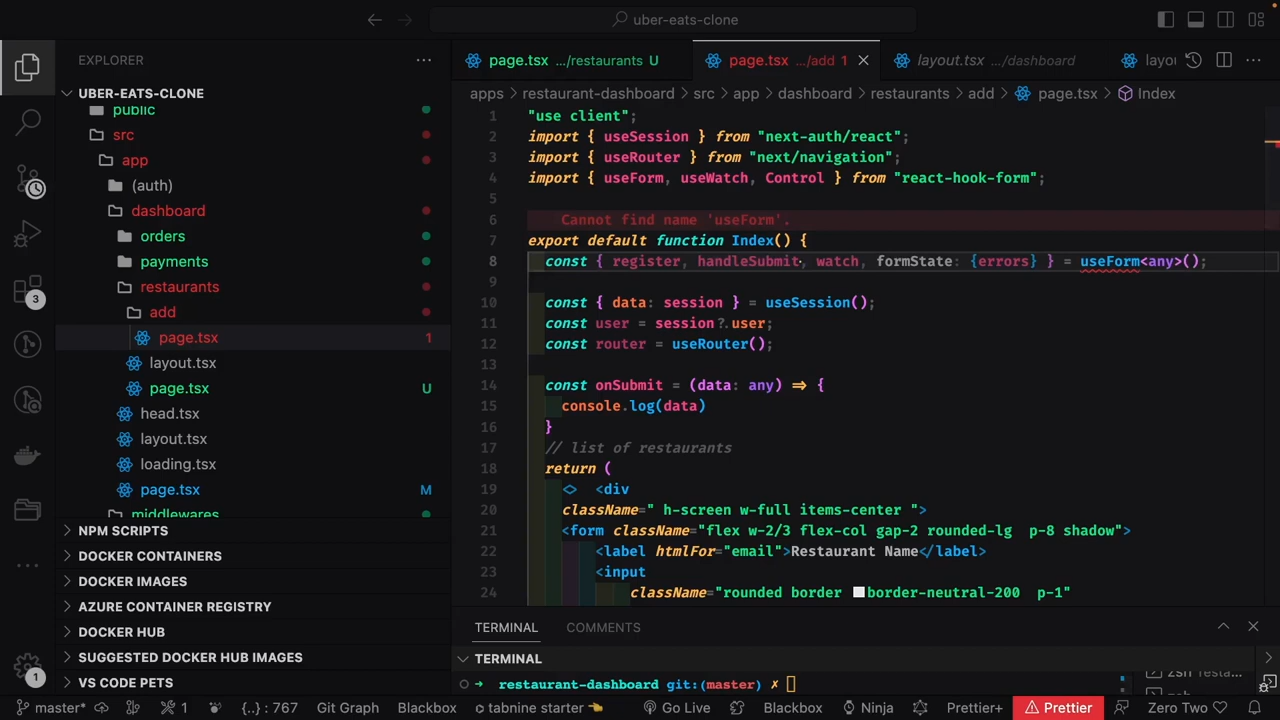 uber-eats-clone
EXPLORER
page.tsx .../restaurants U
page.tsx .../add 1
layout.tsx .../dashboard
layou
UBER-EATS-CLONE
apps > restaurant-dashboard > src > app > dashboard > restaurants > add > page.tsx > Index
public
src
app
(auth)
dashboard
orders
payments
restaurants
add
page.tsx 1
layout.tsx
page.tsx U
head.tsx
layout.tsx
loading.tsx
page.tsx M
middlewares
NPM SCRIPTS
DOCKER CONTAINERS
DOCKER IMAGES
AZURE CONTAINER REGISTRY
DOCKER HUB
SUGGESTED DOCKER HUB IMAGES
VS CODE PETS
3
1
1 "use client";
2 import { useSession } from "next-auth/react";
3 import { useRouter } from "next/navigation";
4 import { useForm, useWatch, Control } from "react-hook-form";
5
6 Cannot find name 'useForm'.
7 export default function Index() {
8 const { register, handleSubmit, watch, formState: {errors} } = useForm<any>();
9
10 const { data: session } = useSession();
11 const user = session?.user;
12 const router = useRouter();
13
14 const onSubmit = (data: any) => {
15 console.log(data)
16 }
17 // list of restaurants
18 return (
19 <> <div
20 className=" h-screen w-full items-center ">
21 <form className="flex w-2/3 flex-col gap-2 rounded-lg  p-8 shadow">
22 <label htmlFor="email">Restaurant Name</label>
23 <input
24 className="rounded border border-neutral-200  p-1"
TERMINAL COMMENTS
TERMINAL
restaurant-dashboard git:(master) ✗
zsh resta...
master* 1 {..} : 767 Git Graph Blackbox tabnine starter Go Live Blackbox Ninja Prettier+ Prettier Zero Two